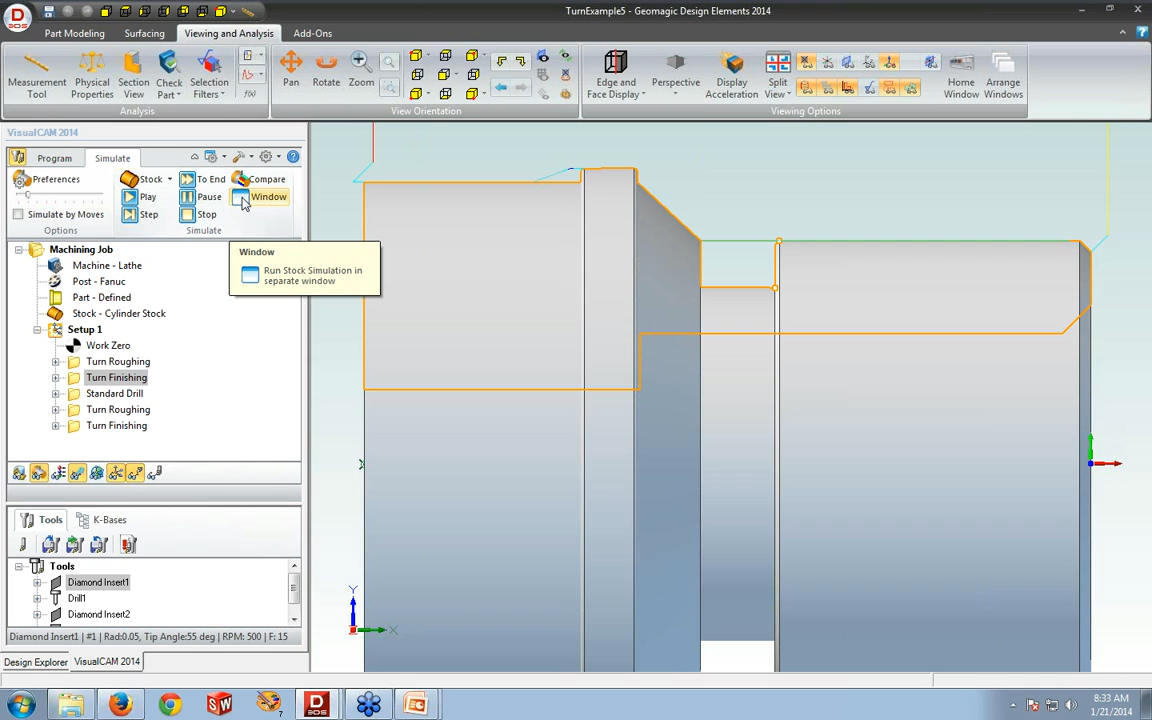 TurnExample5 - Geomagic Design Elements 2014
Part Modeling
Surfacing
Viewing and Analysis
Add-Ons
Measurement Tool
Physical Properties
Section View
Check Part
Selection Filters
f(x)
Analysis
Pan
Rotate
Zoom
View Orientation
Edge and Face Display
Perspective
Display Acceleration
Split View
Home Window
Arrange Windows
Viewing Options
VisualCAM 2014
Program
Simulate
Preferences
Simulate by Moves
Options
Stock
Play
Step
To End
Pause
Stop
Compare
Window
Simulate
Window
Run Stock Simulation in
separate window
Machining Job
Machine - Lathe
Post - Fanuc
Part - Defined
Stock - Cylinder Stock
Setup 1
Work Zero
Turn Roughing
Turn Finishing
Standard Drill
Turn Roughing
Turn Finishing
Tools
K-Bases
Tools
Diamond Insert1
Drill1
Diamond Insert2
Diamond Insert1 | #1 | Rad:0.05, Tip Angle:55 deg | RPM: 500 | F: 15
Design Explorer
VisualCAM 2014
Y
X
8:33 AM
1/21/2014